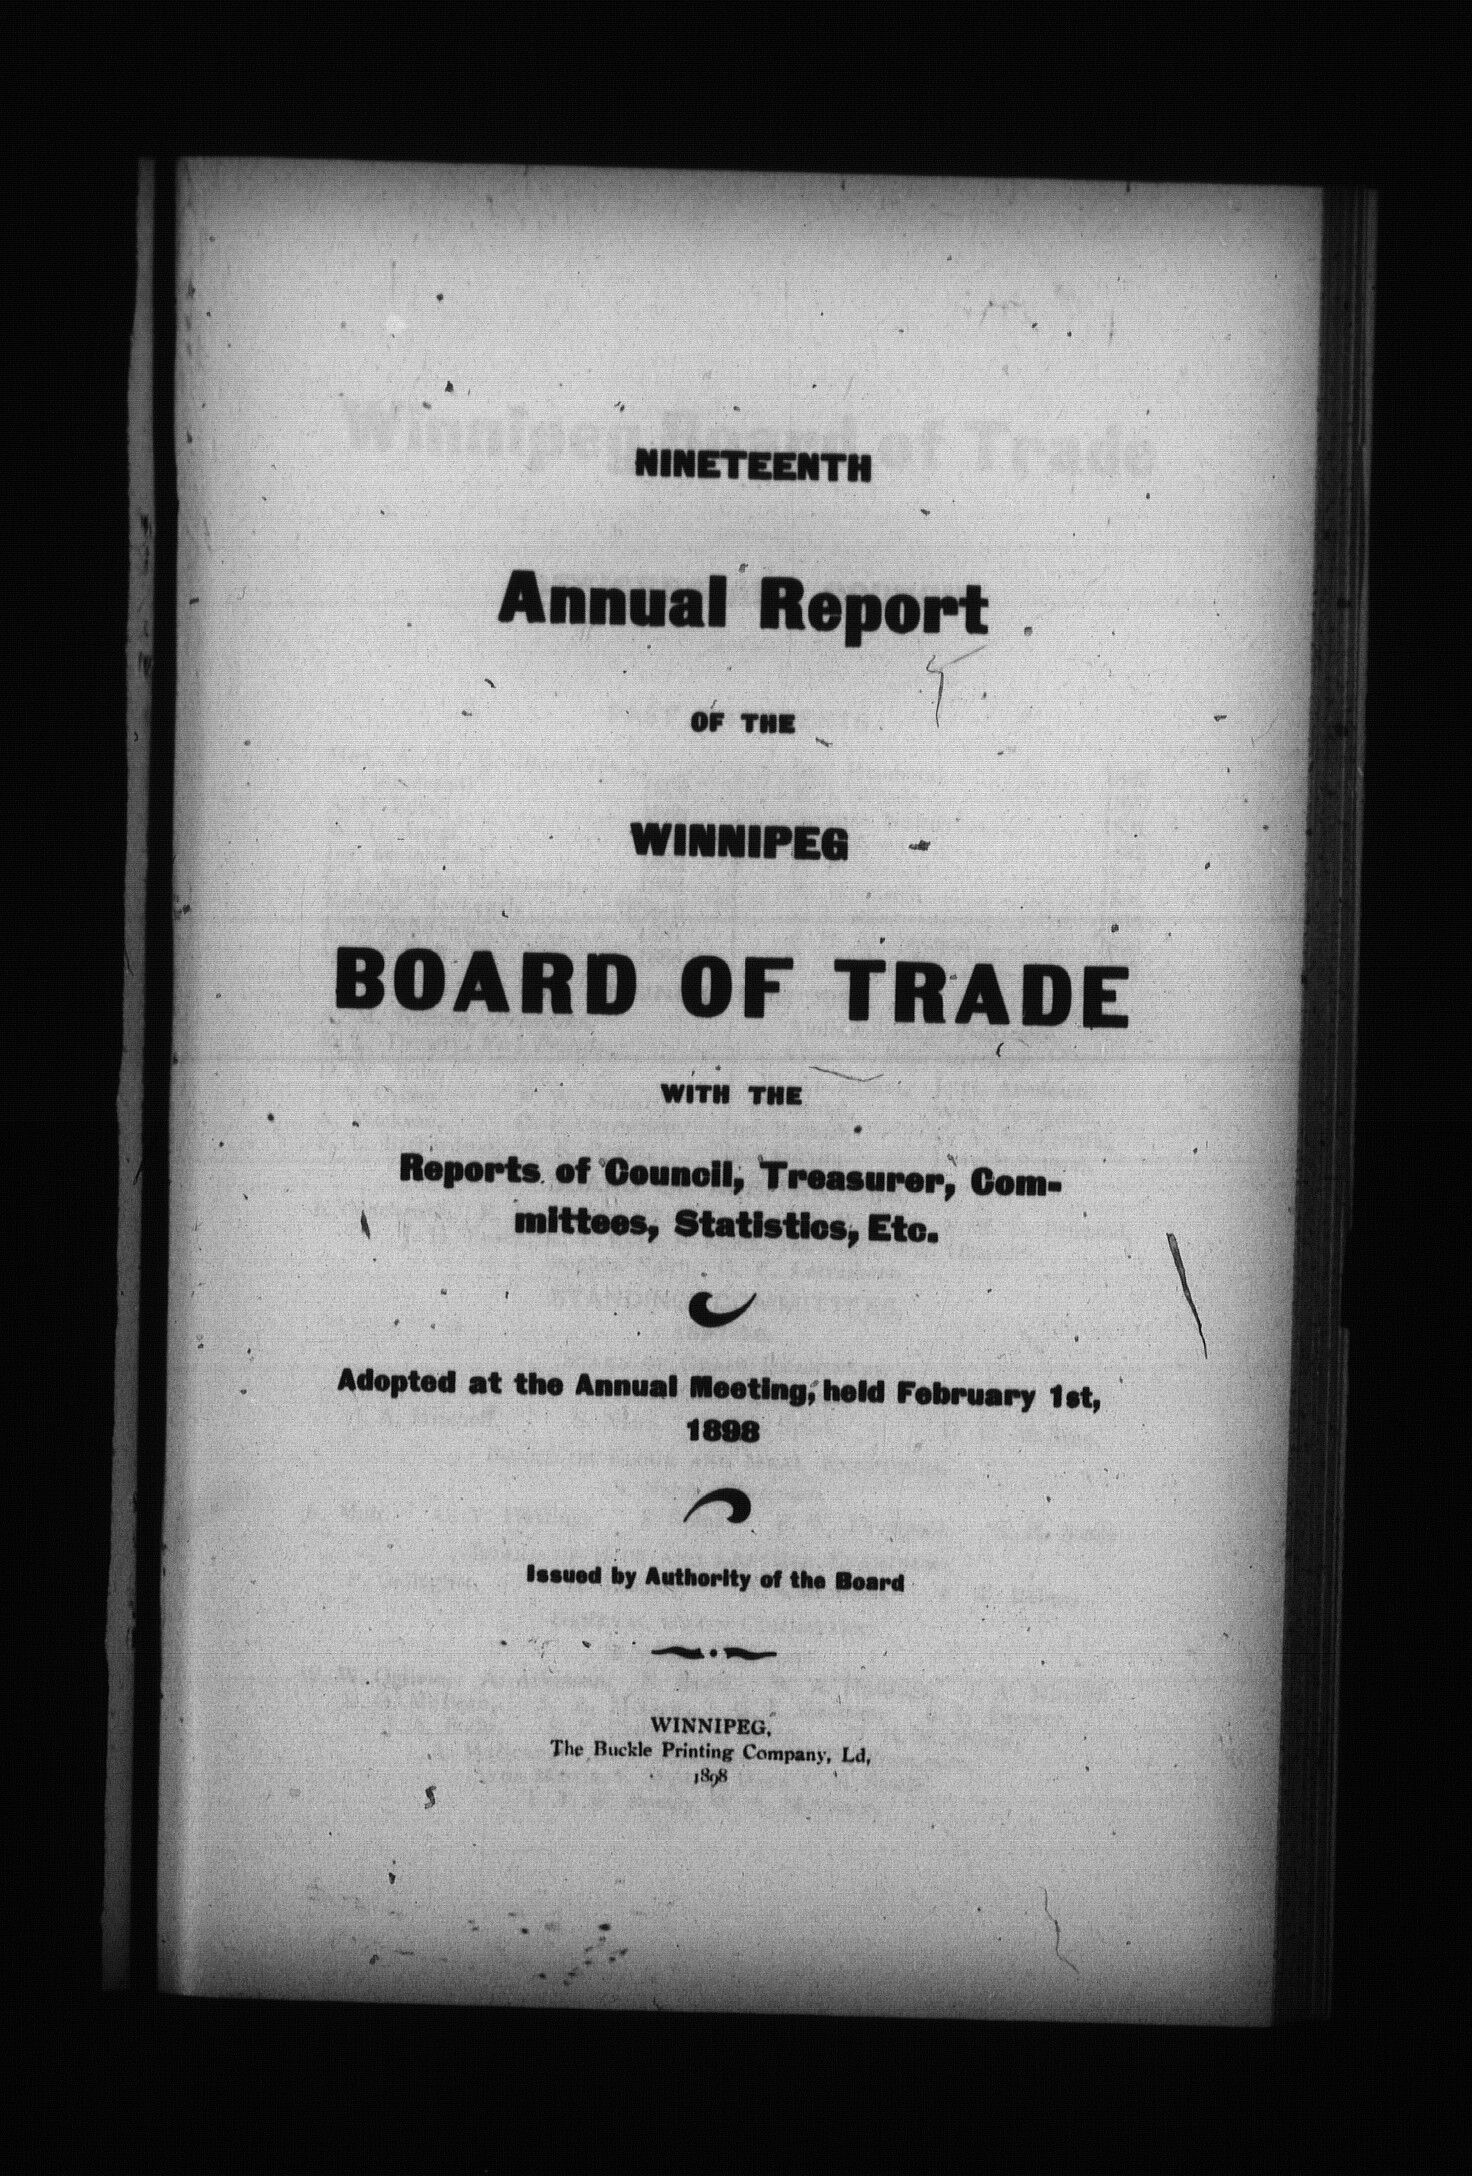 NINETEENTH
Annual Report
OF THE
WINNIPEG
BOARD OF TRADE
WITH THE
Reports of Council, Treasurer, Com-
mittees, Statistics, Etc.
Adopted at the Annual Meeting, held February 1st,
1898
Issued by Authority of the Board
WINNIPEG,
The Buckle Printing Company, Ld,
1898